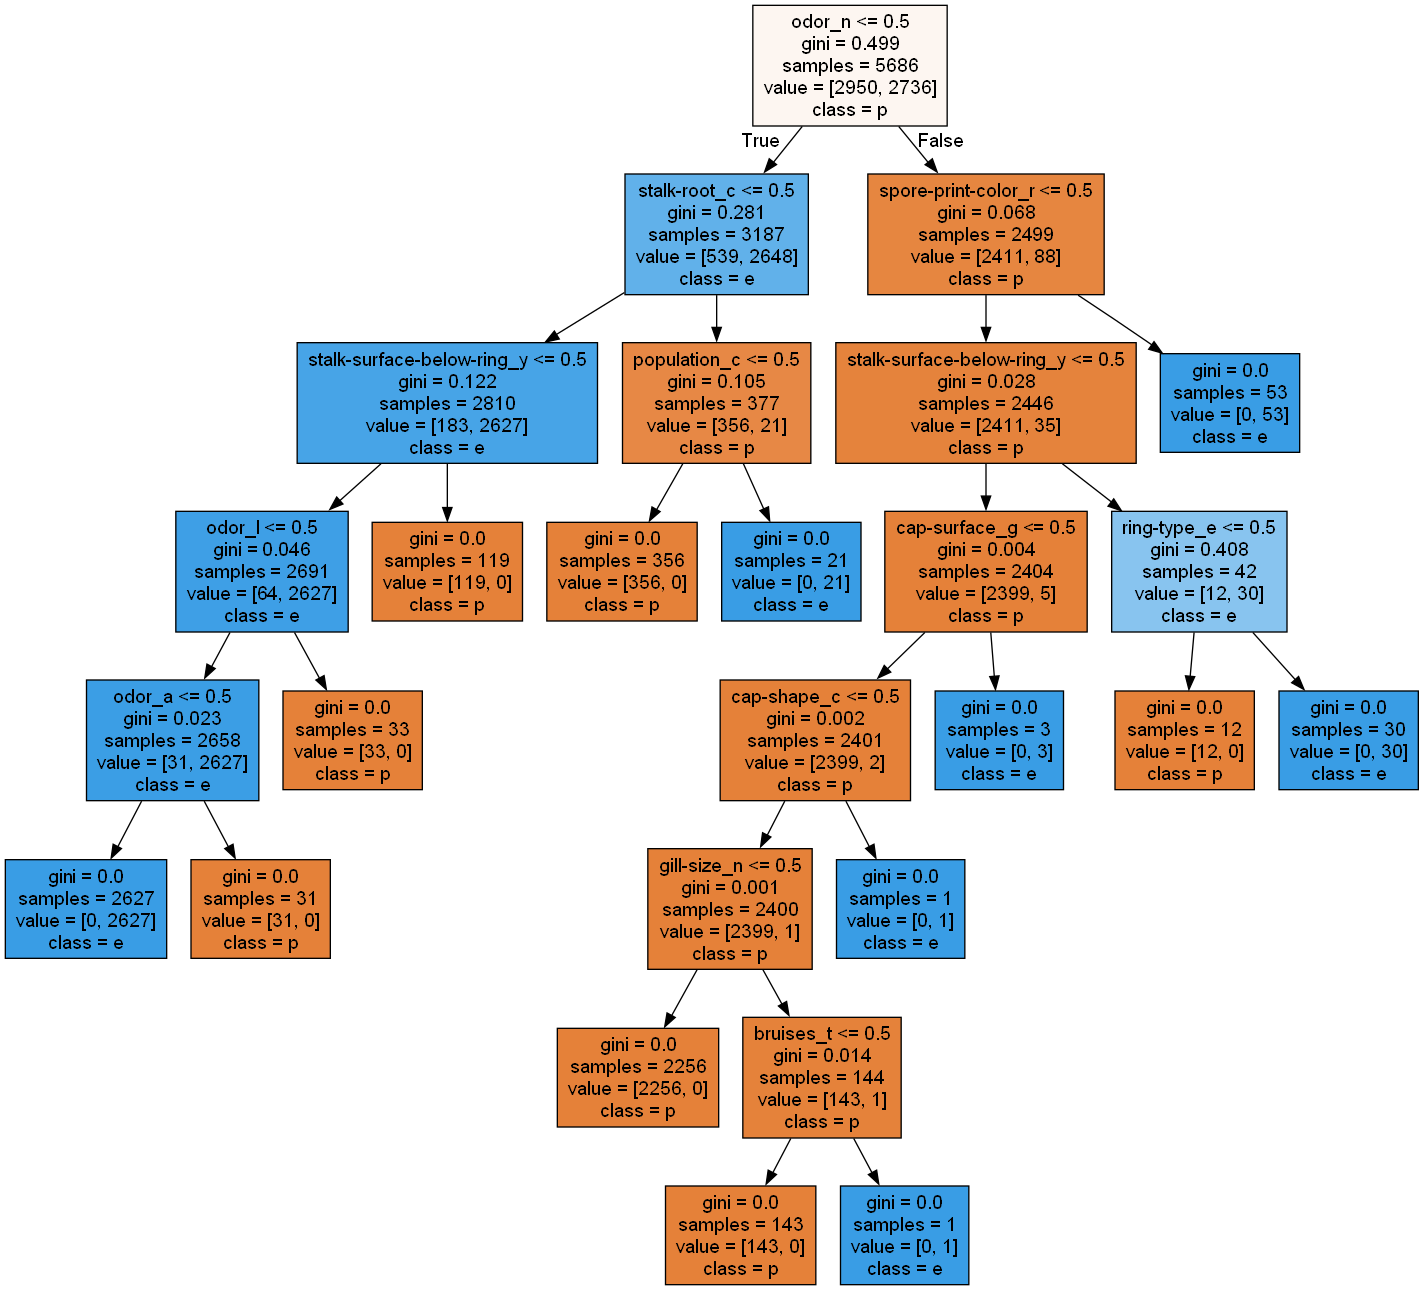 odor_n <= 0.5
gini = 0.499
samples = 5686
value = [2950, 2736]
class = p
True
False
stalk-root_c <= 0.5
gini = 0.281
samples = 3187
value = [539, 2648]
class = e
spore-print-color_r <= 0.5
gini = 0.068
samples = 2499
value = [2411, 88]
class = p
stalk-surface-below-ring_y <= 0.5
gini = 0.122
samples = 2810
value = [183, 2627]
class = e
population_c <= 0.5
gini = 0.105
samples = 377
value = [356, 21]
class = p
stalk-surface-below-ring_y <= 0.5
gini = 0.028
samples = 2446
value = [2411, 35]
class = p
gini = 0.0
samples = 53
value = [0, 53]
class = e
odor_l <= 0.5
gini = 0.046
samples = 2691
value = [64, 2627]
class = e
gini = 0.0
samples = 119
value = [119, 0]
class = p
gini = 0.0
samples = 356
value = [356, 0]
class = p
gini = 0.0
samples = 21
value = [0, 21]
class = e
cap-surface_g <= 0.5
gini = 0.004
samples = 2404
value = [2399, 5]
class = p
ring-type_e <= 0.5
gini = 0.408
samples = 42
value = [12, 30]
class = e
odor_a <= 0.5
gini = 0.023
samples = 2658
value = [31, 2627]
class = e
gini = 0.0
samples = 33
value = [33, 0]
class = p
cap-shape_c <= 0.5
gini = 0.002
samples = 2401
value = [2399, 2]
class = p
gini = 0.0
samples = 3
value = [0, 3]
class = e
gini = 0.0
samples = 12
value = [12, 0]
class = p
gini = 0.0
samples = 30
value = [0, 30]
class = e
gini = 0.0
samples = 2627
value = [0, 2627]
class = e
gini = 0.0
samples = 31
value = [31, 0]
class = p
gill-size_n <= 0.5
gini = 0.001
samples = 2400
value = [2399, 1]
class = p
gini = 0.0
samples = 1
value = [0, 1]
class = e
gini = 0.0
samples = 2256
value = [2256, 0]
class = p
bruises_t <= 0.5
gini = 0.014
samples = 144
value = [143, 1]
class = p
gini = 0.0
samples = 143
value = [143, 0]
class = p
gini = 0.0
samples = 1
value = [0, 1]
class = e